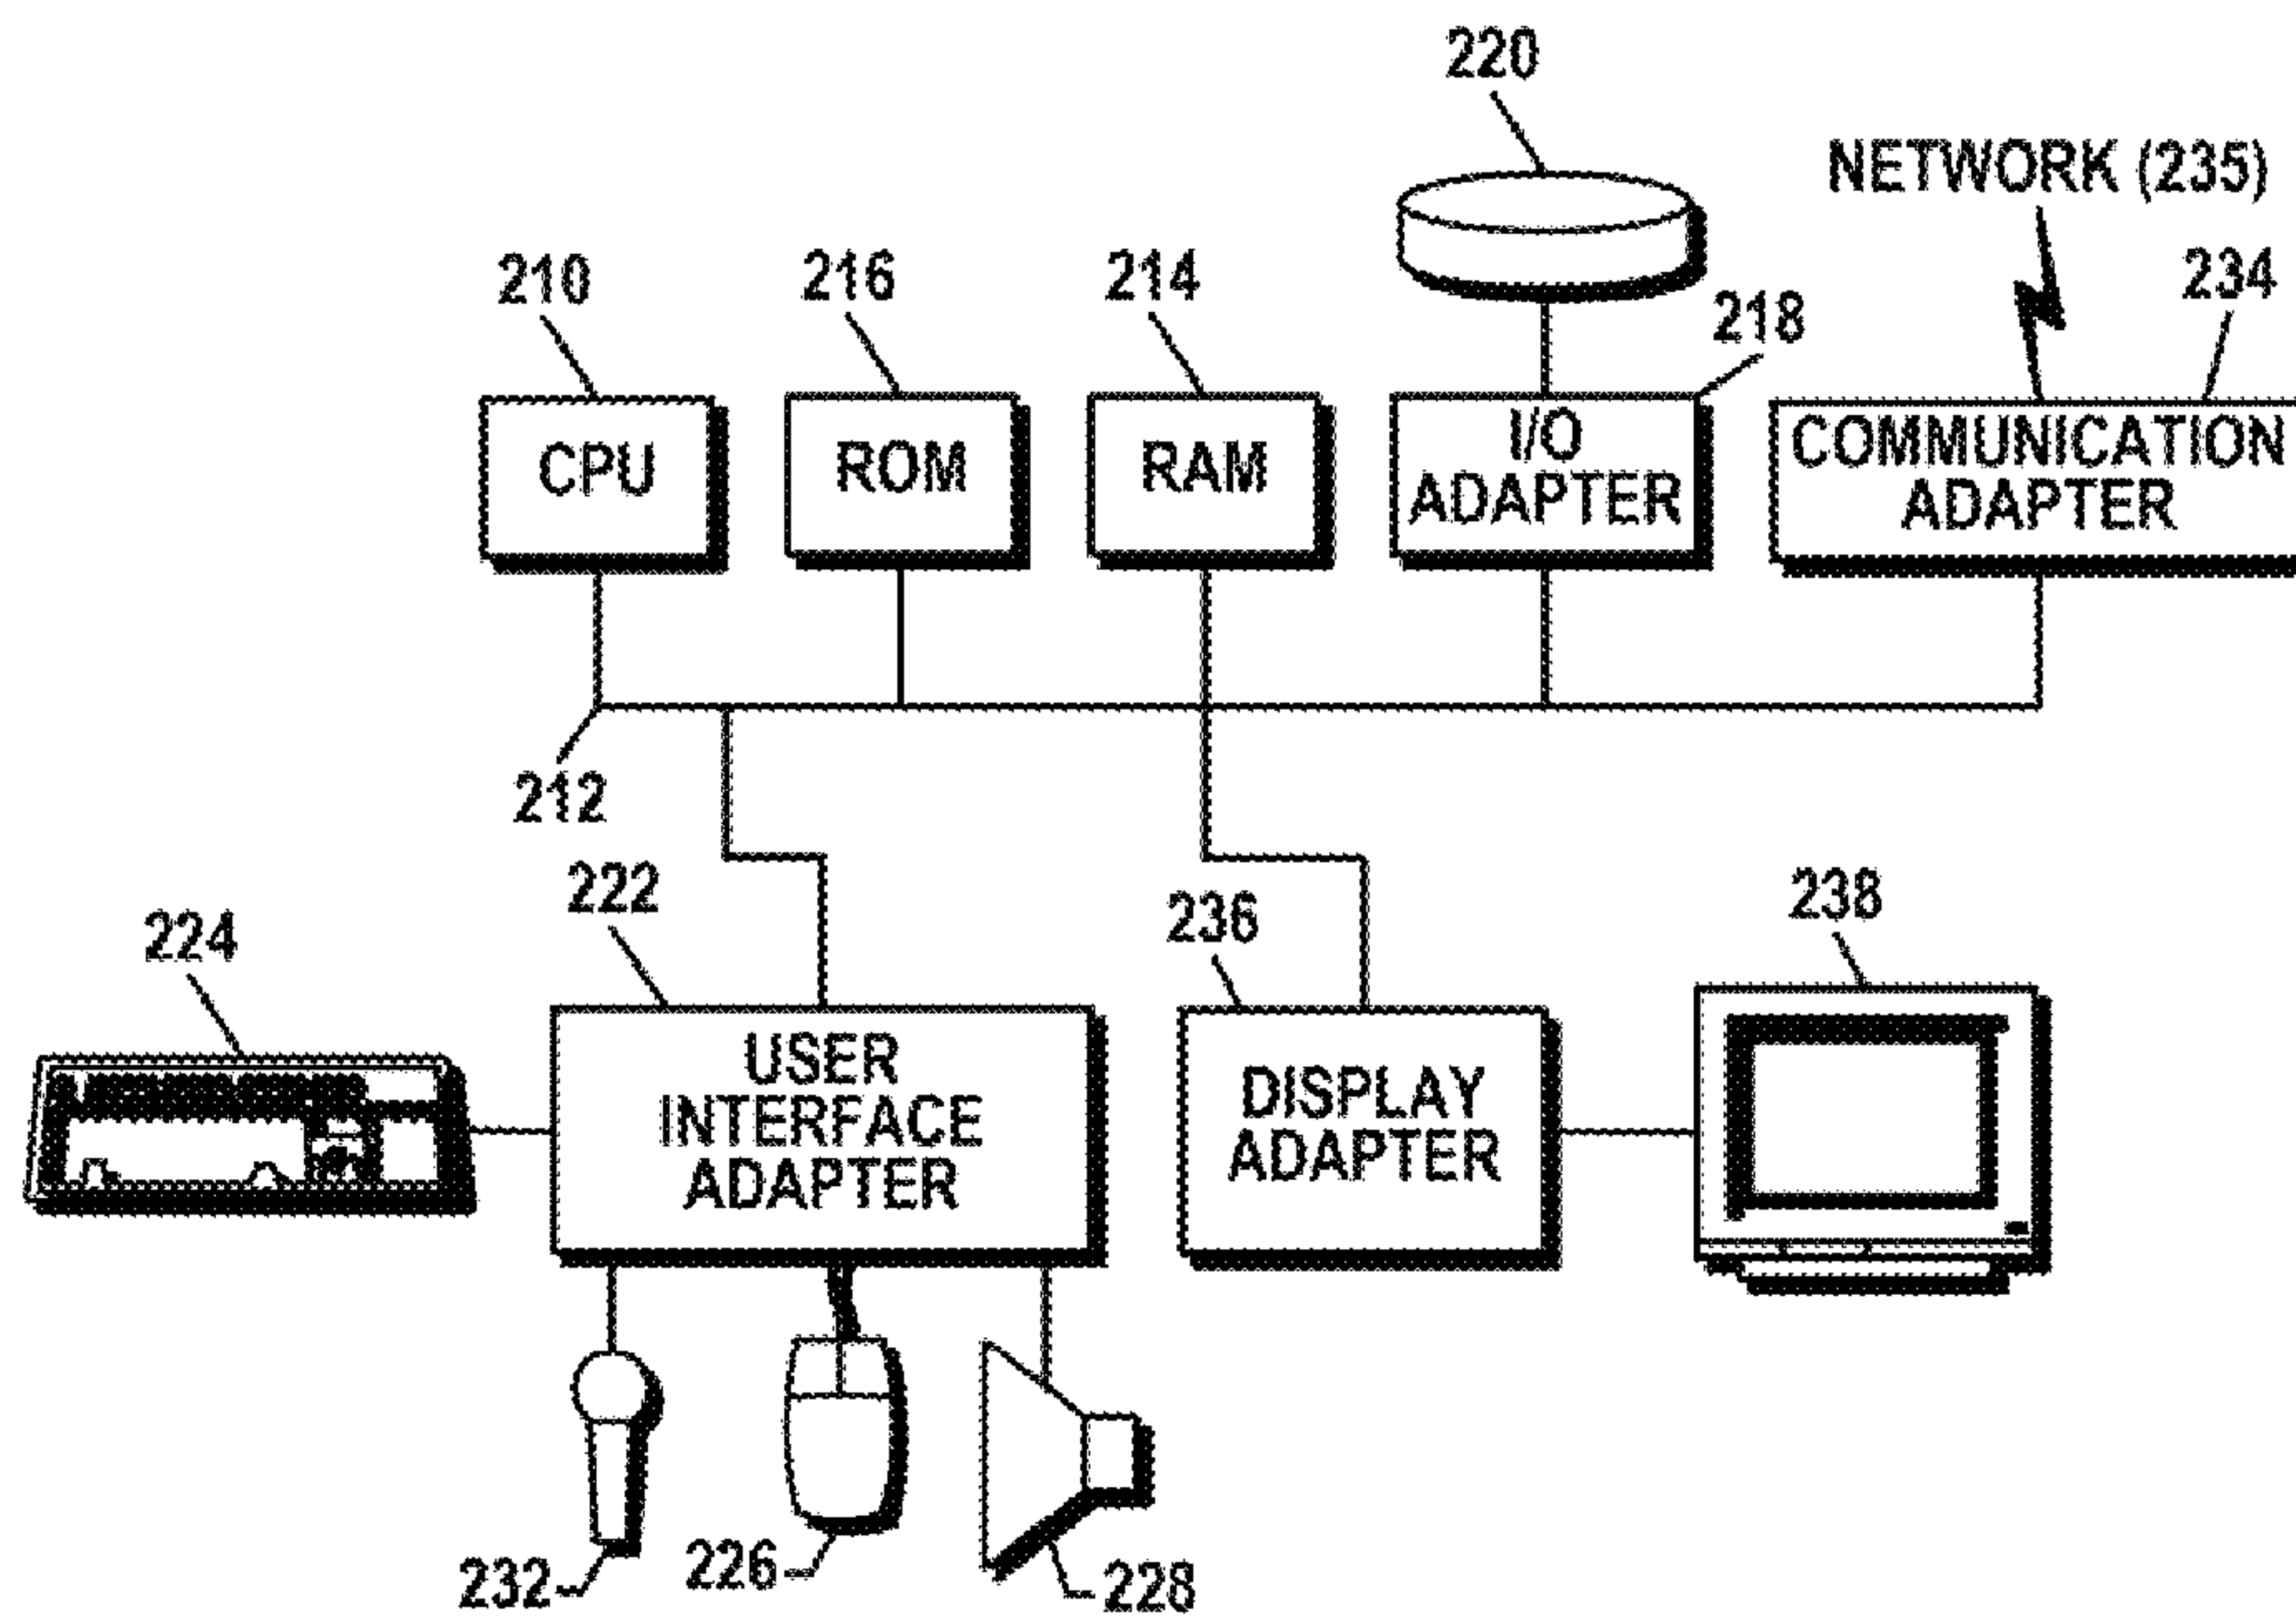 220
NETWORK (235)
210
216
214
218
234
CPU
ROM
RAM
I/O
ADAPTER
COMMUNICATION
ADAPTER
212
224
222
236
238
USER
INTERFACE
ADAPTER
DISPLAY
ADAPTER
232
226
228